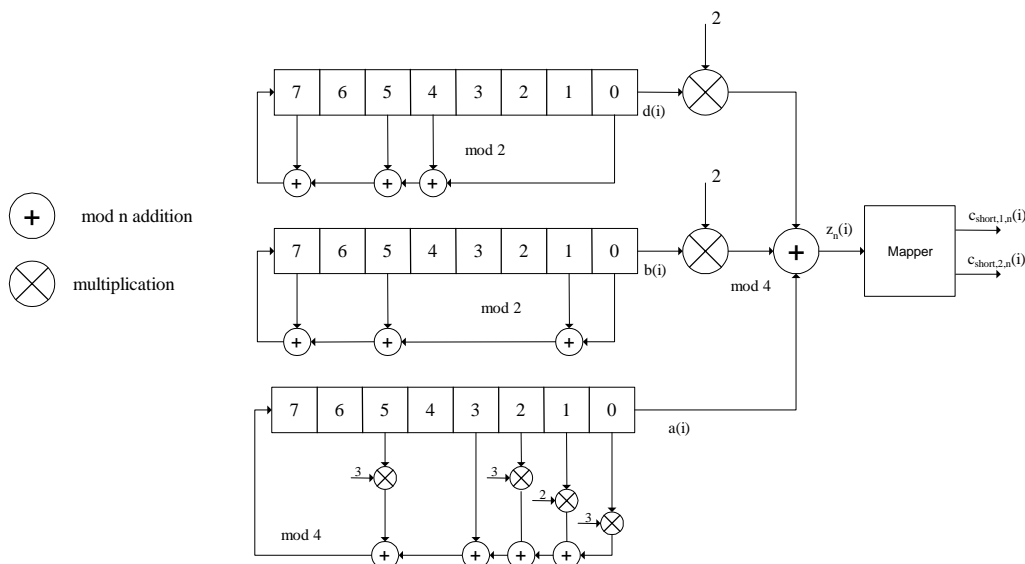 2
7 6 5 4 3 2 1 0
d(i)
mod 2
+ + +
2
+ mod n addition
multiplication
7 6 5 4 3 2 1 0
b(i)
mod 2
+ + +
+
mod 4
z_n(i)
Mapper
c_short,1,n(i)
c_short,2,n(i)
7 6 5 4 3 2 1 0
a(i)
3 3 2 3
mod 4
+ + + +